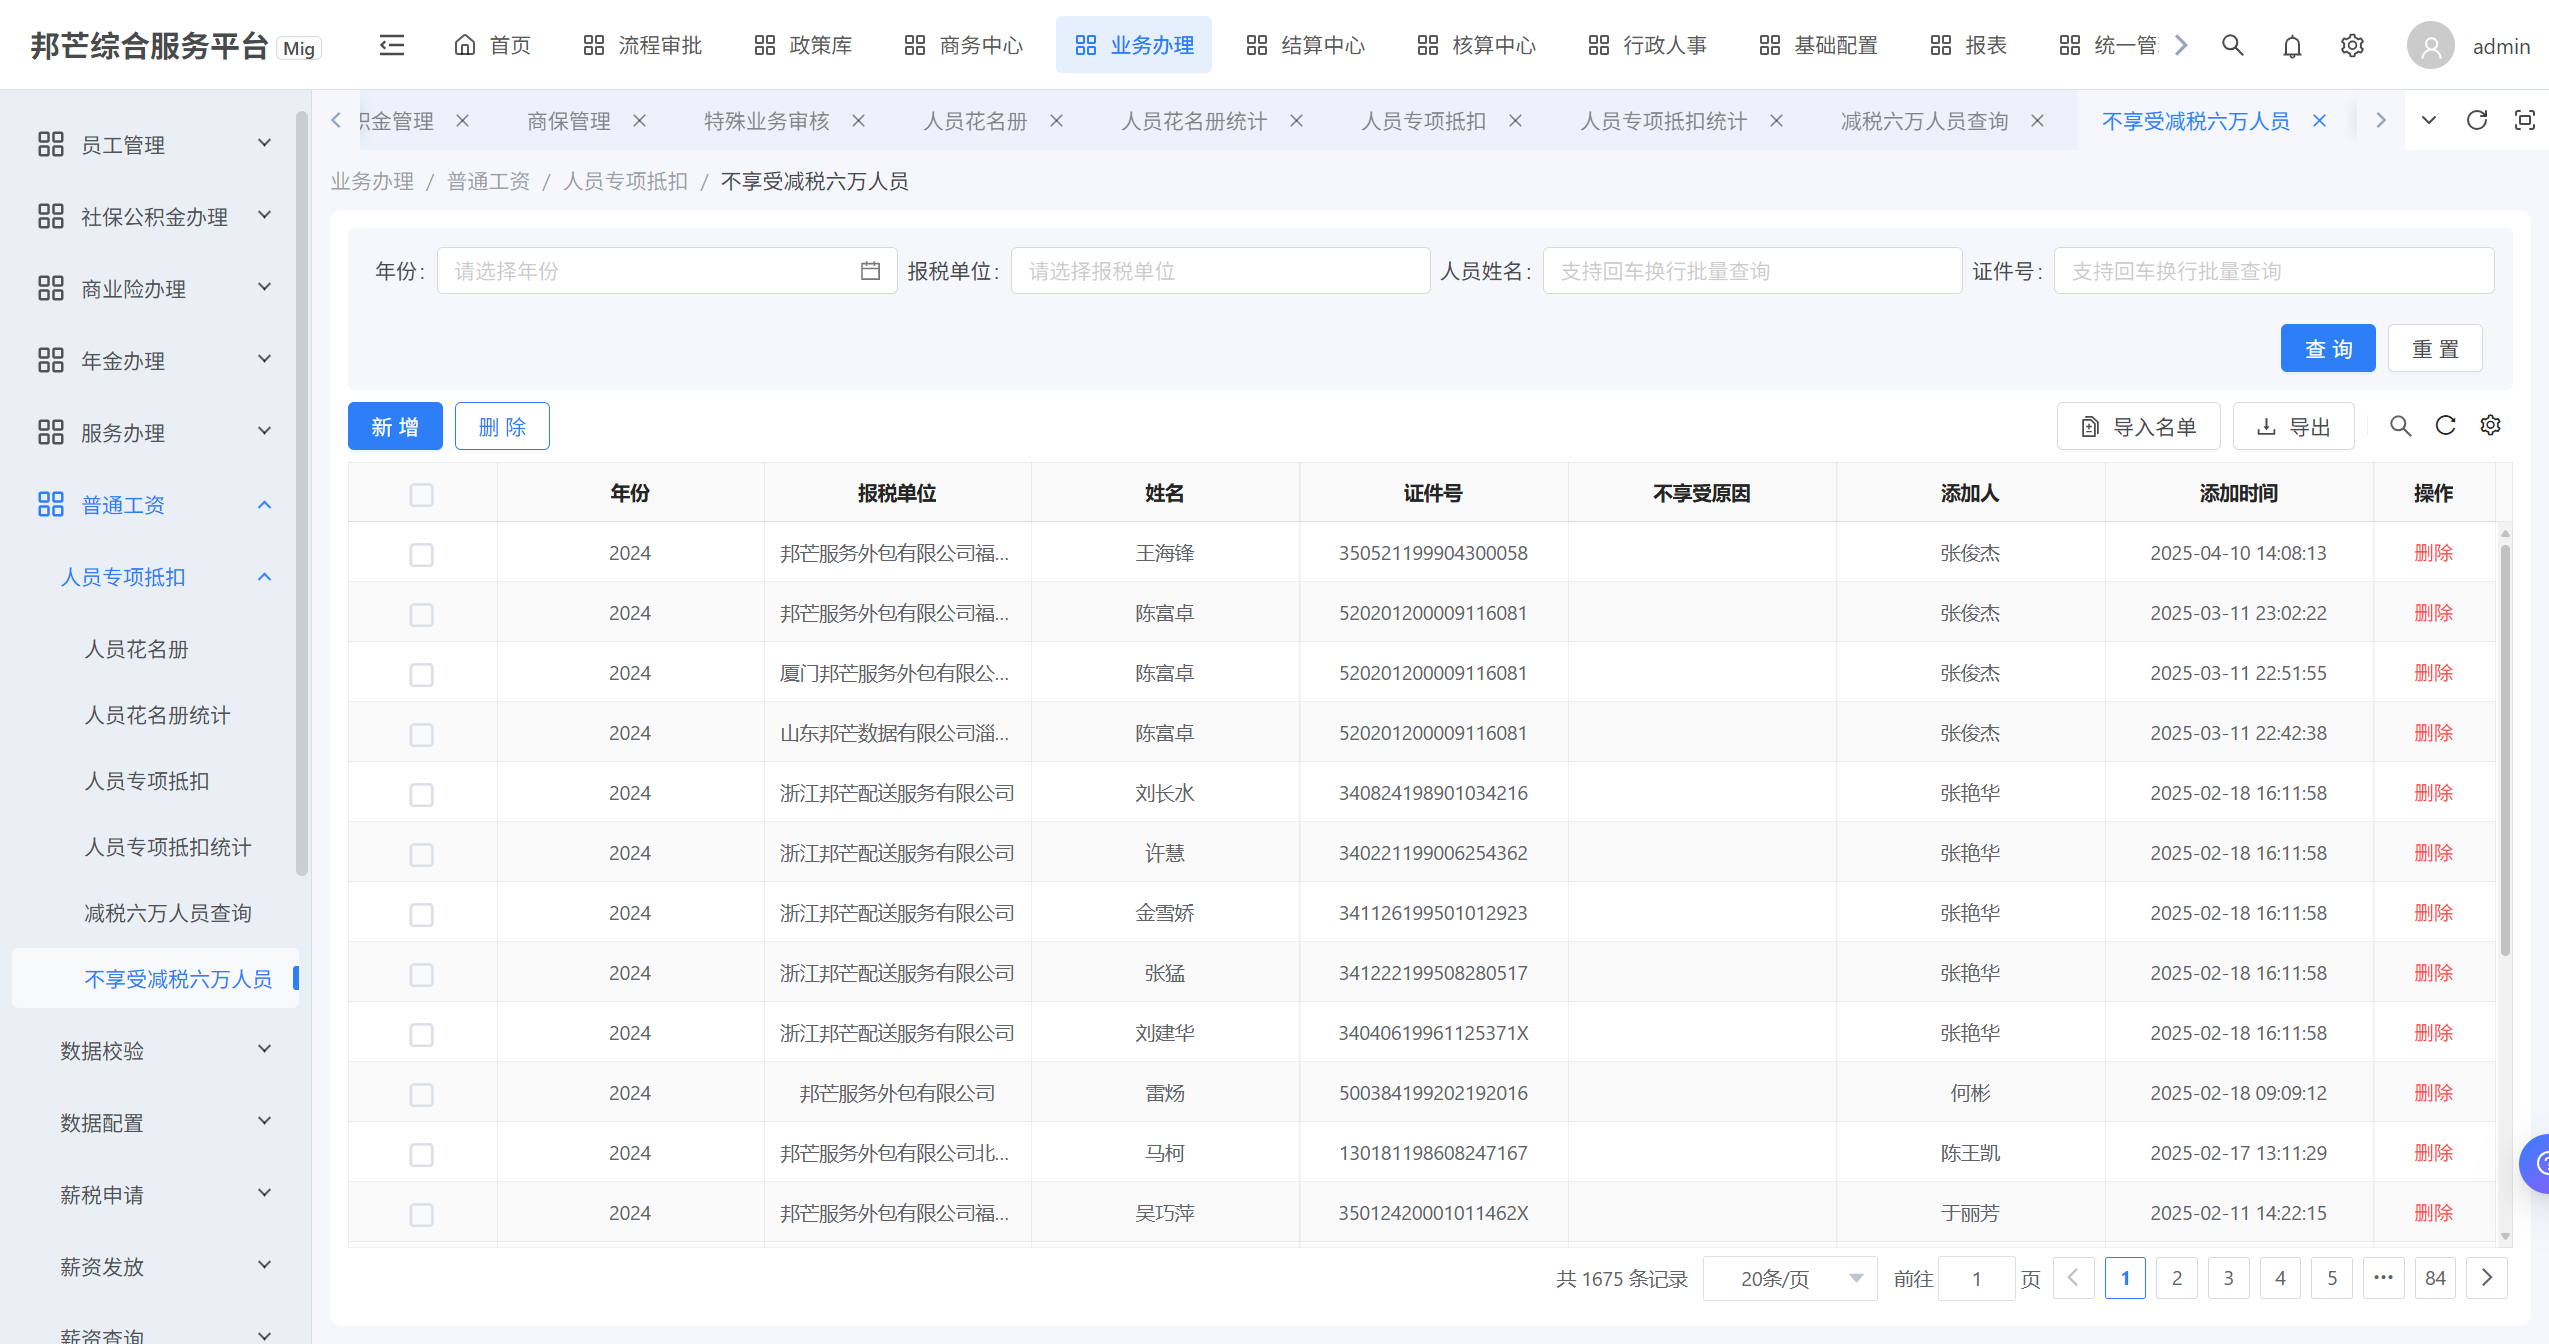 邦芒综合服务平台 Mig 首页 流程审批 政策库 商务中心 业务办理 结算中心 核算中心 行政人事 基础配置 报表 统一管 admin
积金管理 商保管理 特殊业务审核 人员花名册 人员花名册统计 人员专项抵扣 人员专项抵扣统计 减税六万人员查询 不享受减税六万人员
业务办理 / 普通工资 / 人员专项抵扣 / 不享受减税六万人员
员工管理
社保公积金办理
商业险办理
年金办理
服务办理
普通工资
人员专项抵扣
人员花名册
人员花名册统计
人员专项抵扣
人员专项抵扣统计
减税六万人员查询
不享受减税六万人员
数据校验
数据配置
薪税申请
薪资发放
薪资查询
年份: 请选择年份 报税单位: 请选择报税单位 人员姓名: 支持回车换行批量查询 证件号: 支持回车换行批量查询
查 询 重 置
新 增 删 除 导入名单 导出
年份 报税单位 姓名 证件号 不享受原因 添加人 添加时间 操作
2024 邦芒服务外包有限公司福... 王海锋 350521199904300058 张俊杰 2025-04-10 14:08:13 删除
2024 邦芒服务外包有限公司福... 陈富卓 520201200009116081 张俊杰 2025-03-11 23:02:22 删除
2024 厦门邦芒服务外包有限公... 陈富卓 520201200009116081 张俊杰 2025-03-11 22:51:55 删除
2024 山东邦芒数据有限公司淄... 陈富卓 520201200009116081 张俊杰 2025-03-11 22:42:38 删除
2024 浙江邦芒配送服务有限公司 刘长水 340824198901034216 张艳华 2025-02-18 16:11:58 删除
2024 浙江邦芒配送服务有限公司 许慧 340221199006254362 张艳华 2025-02-18 16:11:58 删除
2024 浙江邦芒配送服务有限公司 金雪娇 341126199501012923 张艳华 2025-02-18 16:11:58 删除
2024 浙江邦芒配送服务有限公司 张猛 341222199508280517 张艳华 2025-02-18 16:11:58 删除
2024 浙江邦芒配送服务有限公司 刘建华 34040619961125371X 张艳华 2025-02-18 16:11:58 删除
2024 邦芒服务外包有限公司 雷炀 500384199202192016 何彬 2025-02-18 09:09:12 删除
2024 邦芒服务外包有限公司北... 马柯 130181198608247167 陈王凯 2025-02-17 13:11:29 删除
2024 邦芒服务外包有限公司福... 吴巧萍 35012420001011462X 于丽芳 2025-02-11 14:22:15 删除
共 1675 条记录 20条/页 前往 1 页 1 2 3 4 5 ••• 84